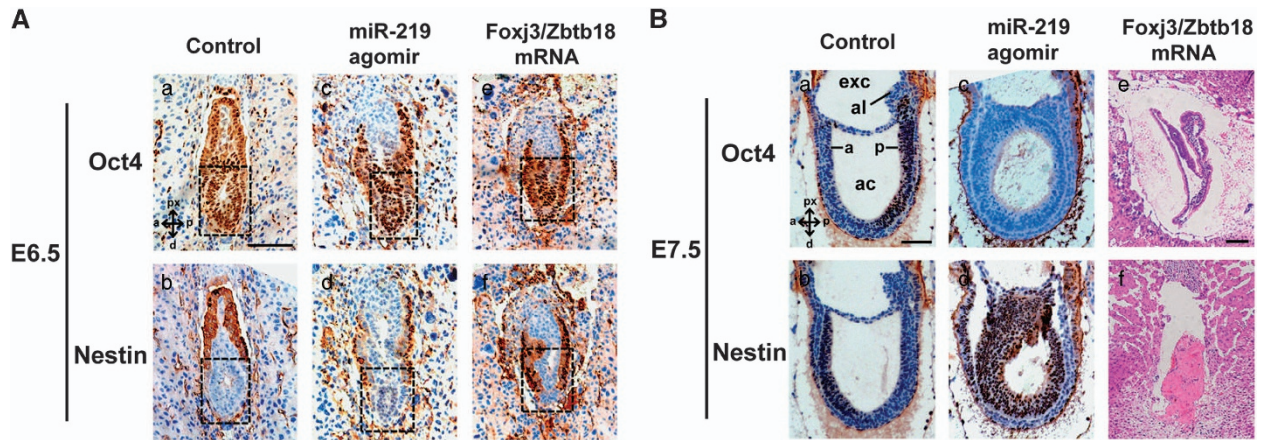 A
Control
miR-219
agomir
Foxj3/Zbtb18
mRNA
E6.5
Oct4
Nestin
a
c
e
px
a
p
d
b
d
f
B
Control
miR-219
agomir
Foxj3/Zbtb18
mRNA
E7.5
Oct4
Nestin
a
exc
al
a
p
ac
px
a
p
d
c
e
b
d
f